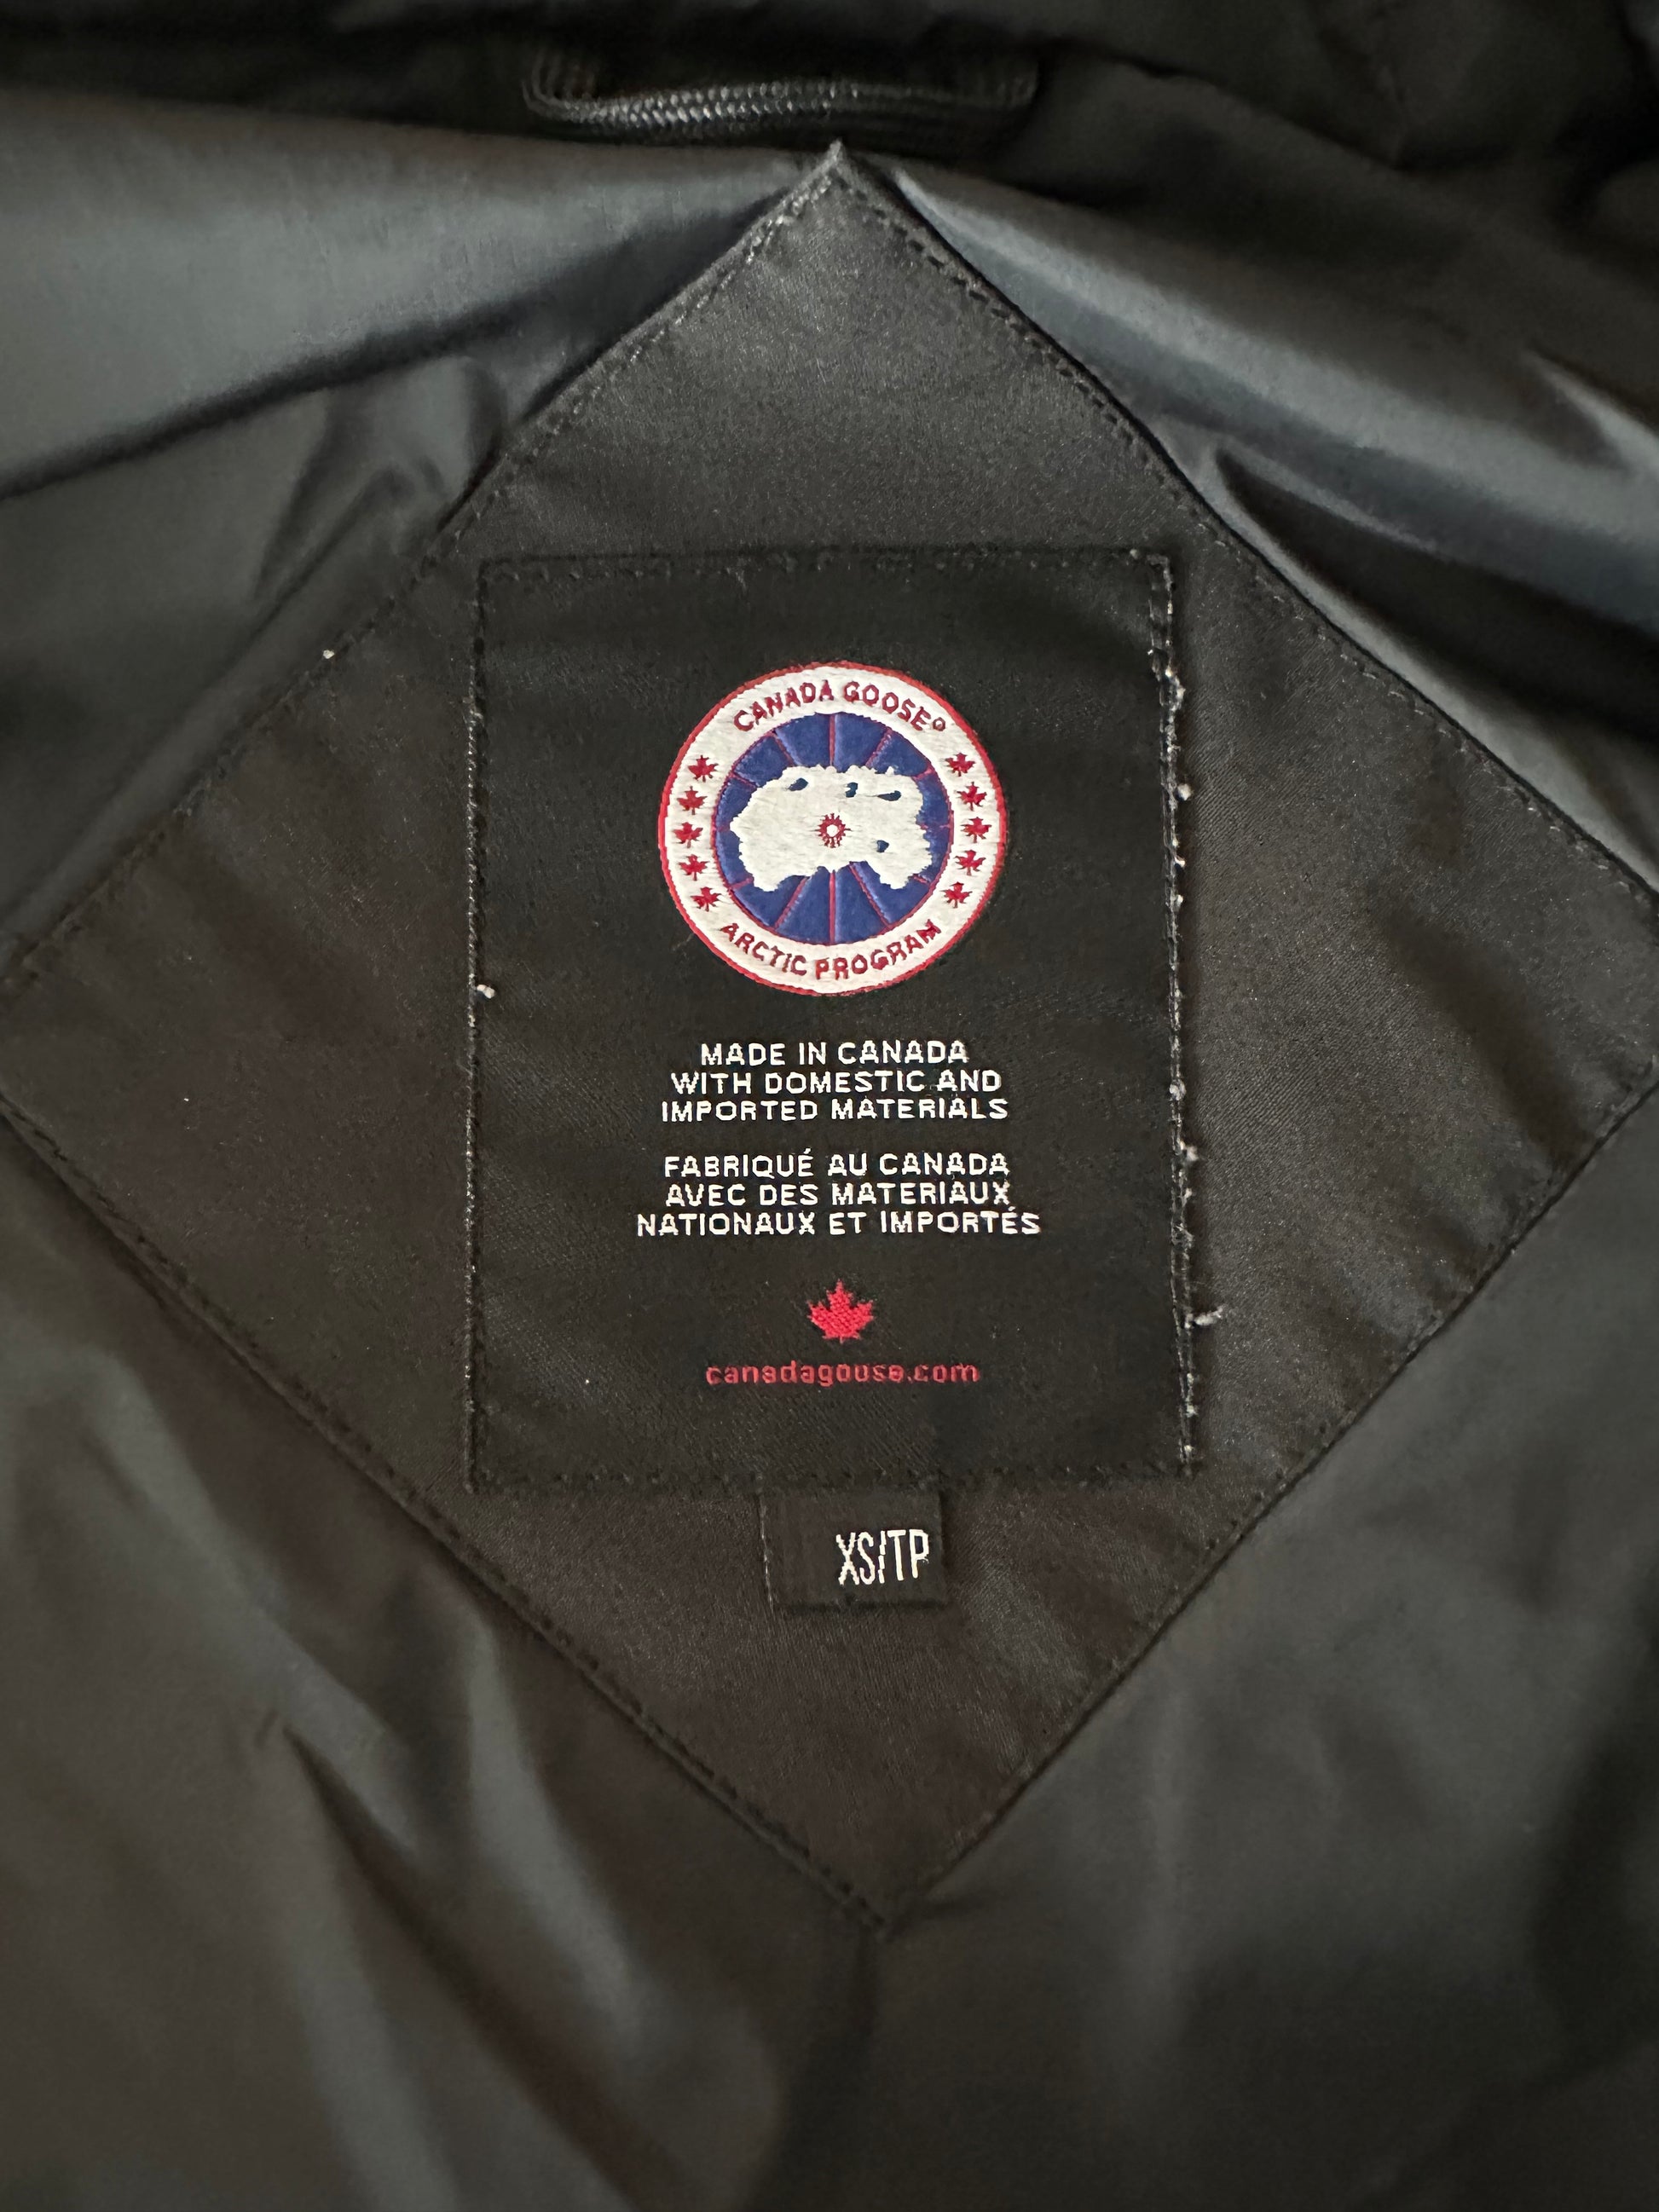 CANADA GOOSE®
ARCTIC PROGRAM
MADE IN CANADA
WITH DOMESTIC AND
IMPORTED MATERIALS
FABRIQUÉ AU CANADA
AVEC DES MATERIAUX
NATIONAUX ET IMPORTÉS
canadagouse.com
XS/TP